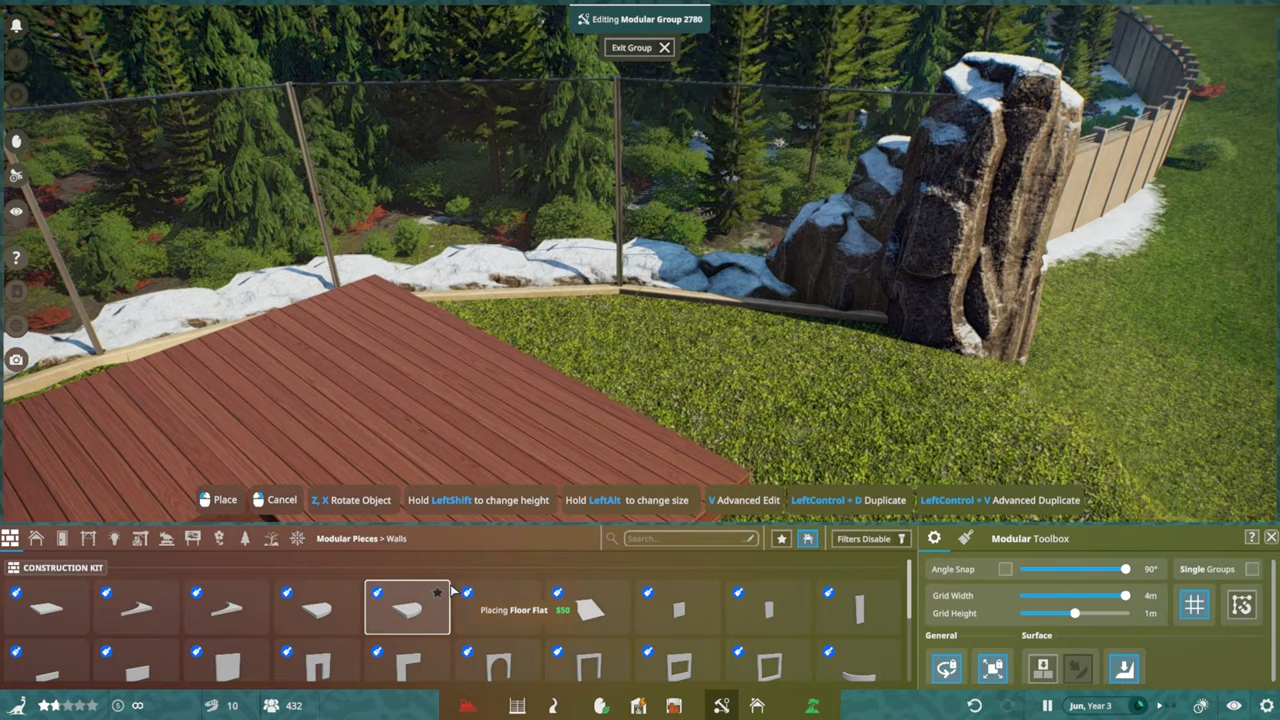 Editing Modular Group 2780
Exit Group
?
Place
Cancel
Z, X Rotate Object
Hold LeftShift to change height
Hold LeftAlt to change size
V Advanced Edit
LeftControl + D Duplicate
LeftControl + V Advanced Duplicate
Modular Pieces > Walls
Search...
Filters Disable
Modular Toolbox
?
CONSTRUCTION KIT
Placing Floor Flat $50
Angle Snap
90°
Single Groups
Grid Width
4m
Grid Height
1m
General
Surface
10
432
Jun, Year 3